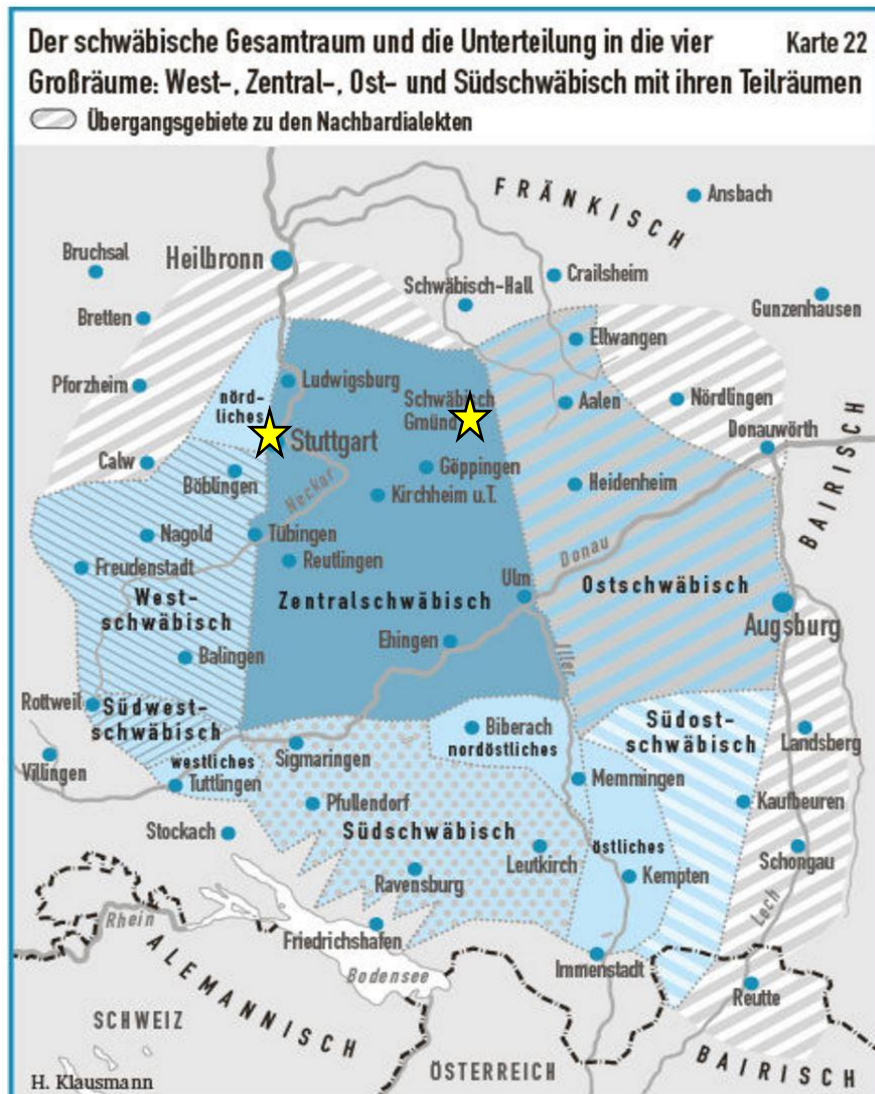 Der schwäbische Gesamtraum und die Unterteilung in die vier
Karte 22
Großräume: West-, Zentral-, Ost- und Südschwäbisch mit ihren Teilräumen
Übergangsgebiete zu den Nachbardialekten
FRÄNKISCH
Ansbach
Bruchsal
Heilbronn
Crailsheim
Schwäbisch-Hall
Gunzenhausen
Bretten
Ellwangen
Pforzheim
Ludwigsburg
nörd-
liches
Schwäbisch
Gmünd
Aalen
Nördlingen
Stuttgart
Donauwörth
BAIRISCH
Calw
Böblingen
Göppingen
Neckar
Kirchheim u.T.
Heidenheim
Nagold
Tübingen
Freudenstadt
Reutlingen
Donau
Ulm
West-
schwäbisch
Zentralschwäbisch
Ostschwäbisch
Augsburg
Ehingen
Balingen
Iller
Rottweil
Südwest-
schwäbisch
Biberach
nordöstliches
Südost-
schwäbisch
Landsberg
Villingen
westliches
Tuttlingen
Sigmaringen
Memmingen
Pfullendorf
Kaufbeuren
Stockach
Südschwäbisch
Leutkirch
östliches
Schongau
Ravensburg
Kempten
Lech
Rhein
Friedrichshafen
Bodensee
Immenstadt
Reutte
ALEMANNISCH
SCHWEIZ
ÖSTERREICH
BAIRISCH
H. Klausmann